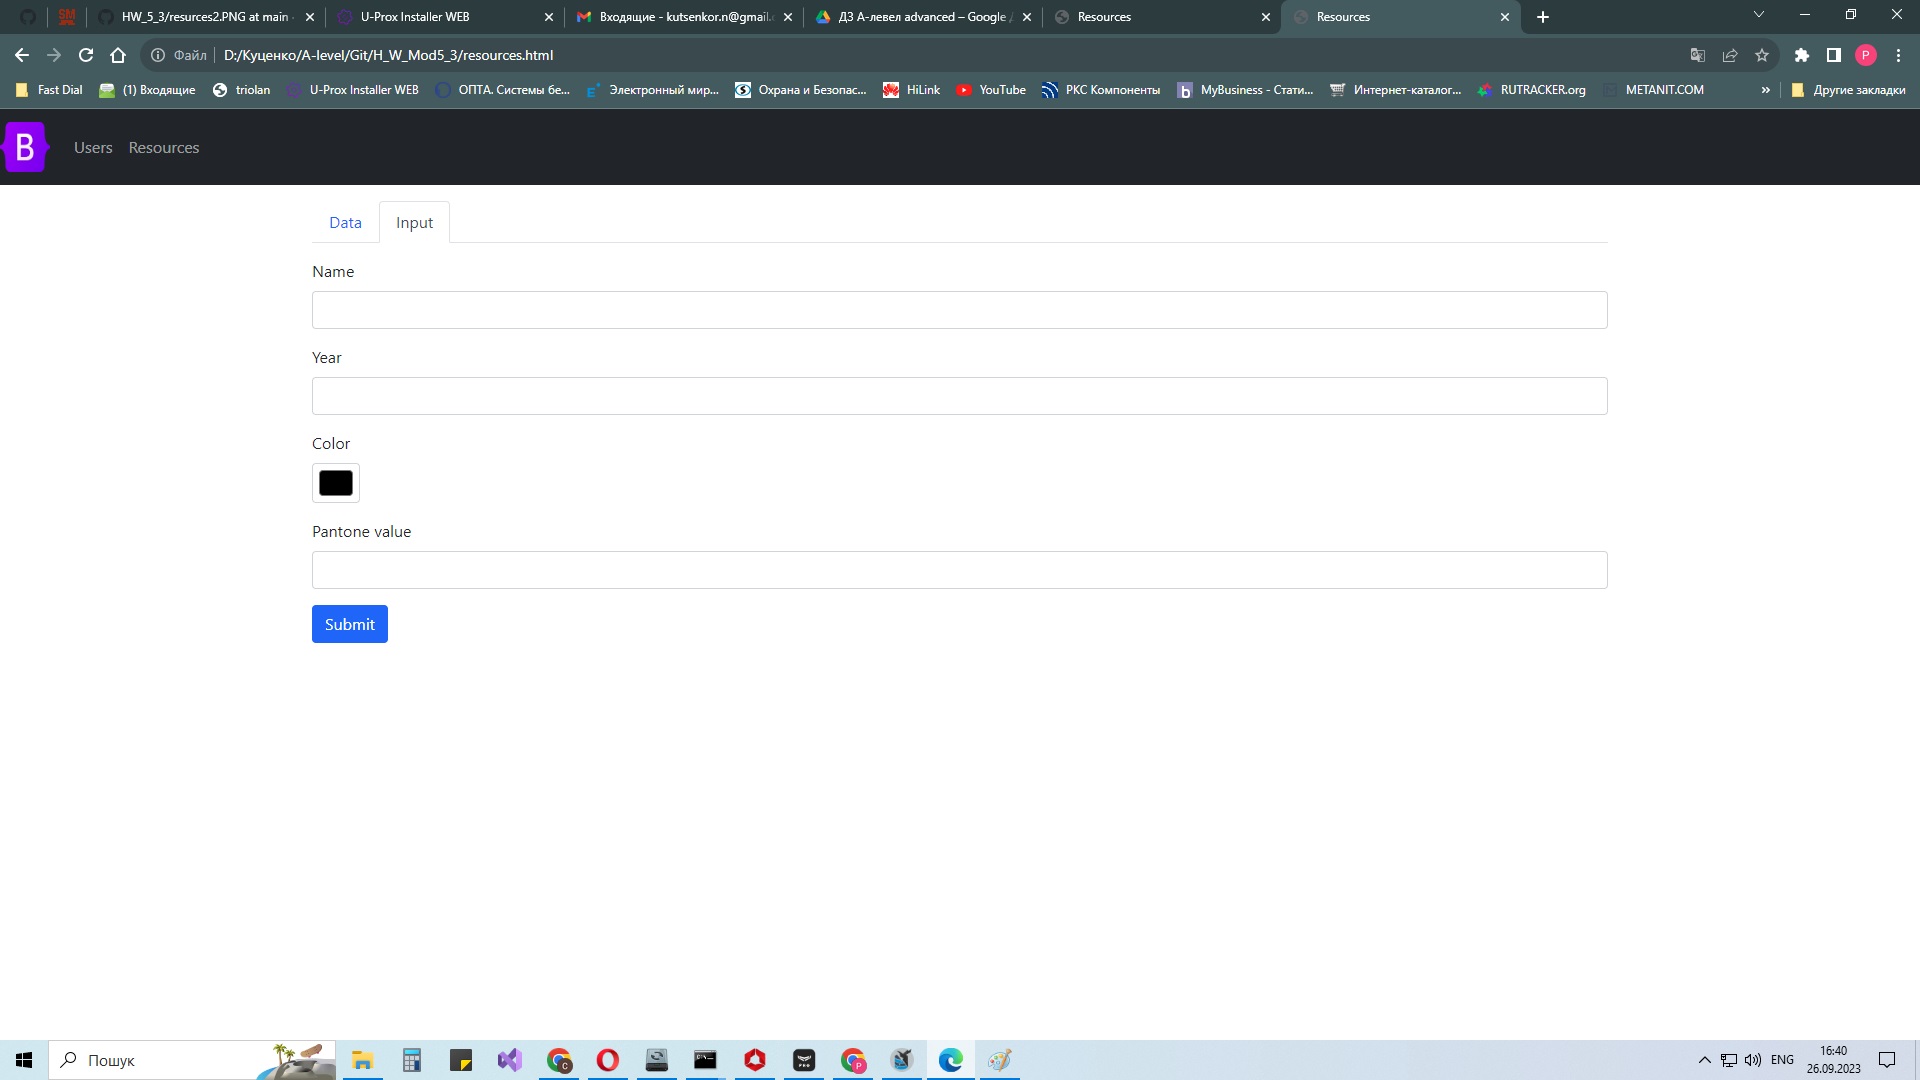 HW_5_3/resurces2.PNG at main
U-Prox Installer WEB
Входящие - kutsenkor.n@gmail.c
ДЗ А-левел advanced – Google
Resources
Resources
Файл
D:/Куценко/A-level/Git/H_W_Mod5_3/resources.html
P
Fast Dial
(1) Входящие
triolan
U-Prox Installer WEB
ОПТА. Системы бе...
Электронный мир...
Охрана и Безопас...
HiLink
YouTube
РКС Компоненты
MyBusiness - Стати...
Интернет-каталог...
RUTRACKER.org
METANIT.COM
»
Другие закладки
B
Users
Resources
Data
Input
Name
Year
Color
Pantone value
Submit
Пошук
ENG
16:40
26.09.2023